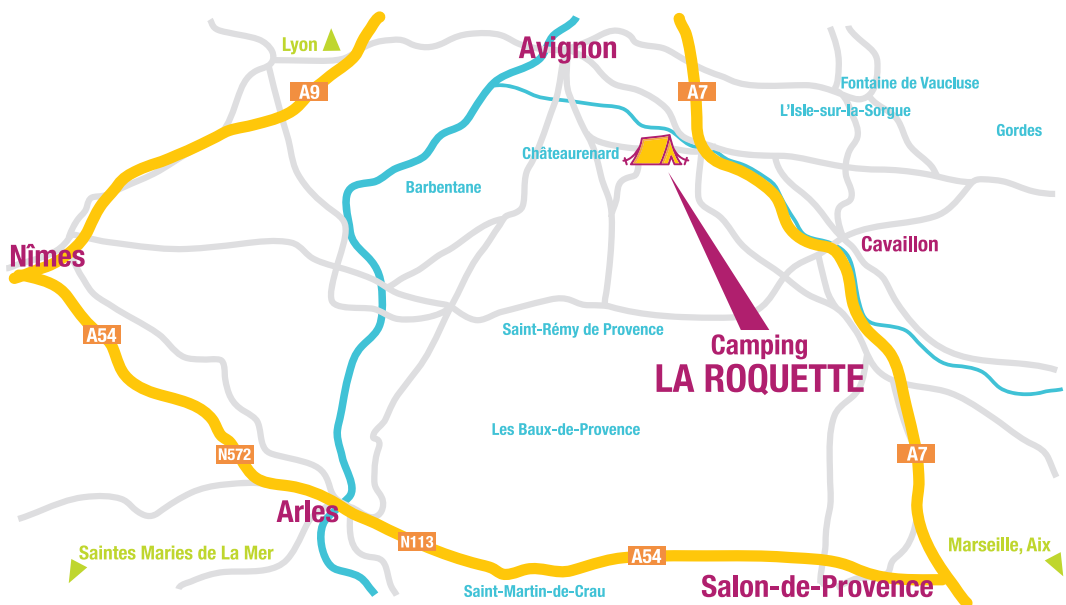 Lyon
Avignon
A9
A7
Fontaine de Vaucluse
L'Isle-sur-la-Sorgue
Gordes
Châteaurenard
Barbentane
Nîmes
Cavaillon
A54
Saint-Rémy de Provence
Camping
LA ROQUETTE
Les Baux-de-Provence
N572
A7
Arles
N113
Saintes Maries de La Mer
A54
Marseille, Aix
Saint-Martin-de-Crau
Salon-de-Provence